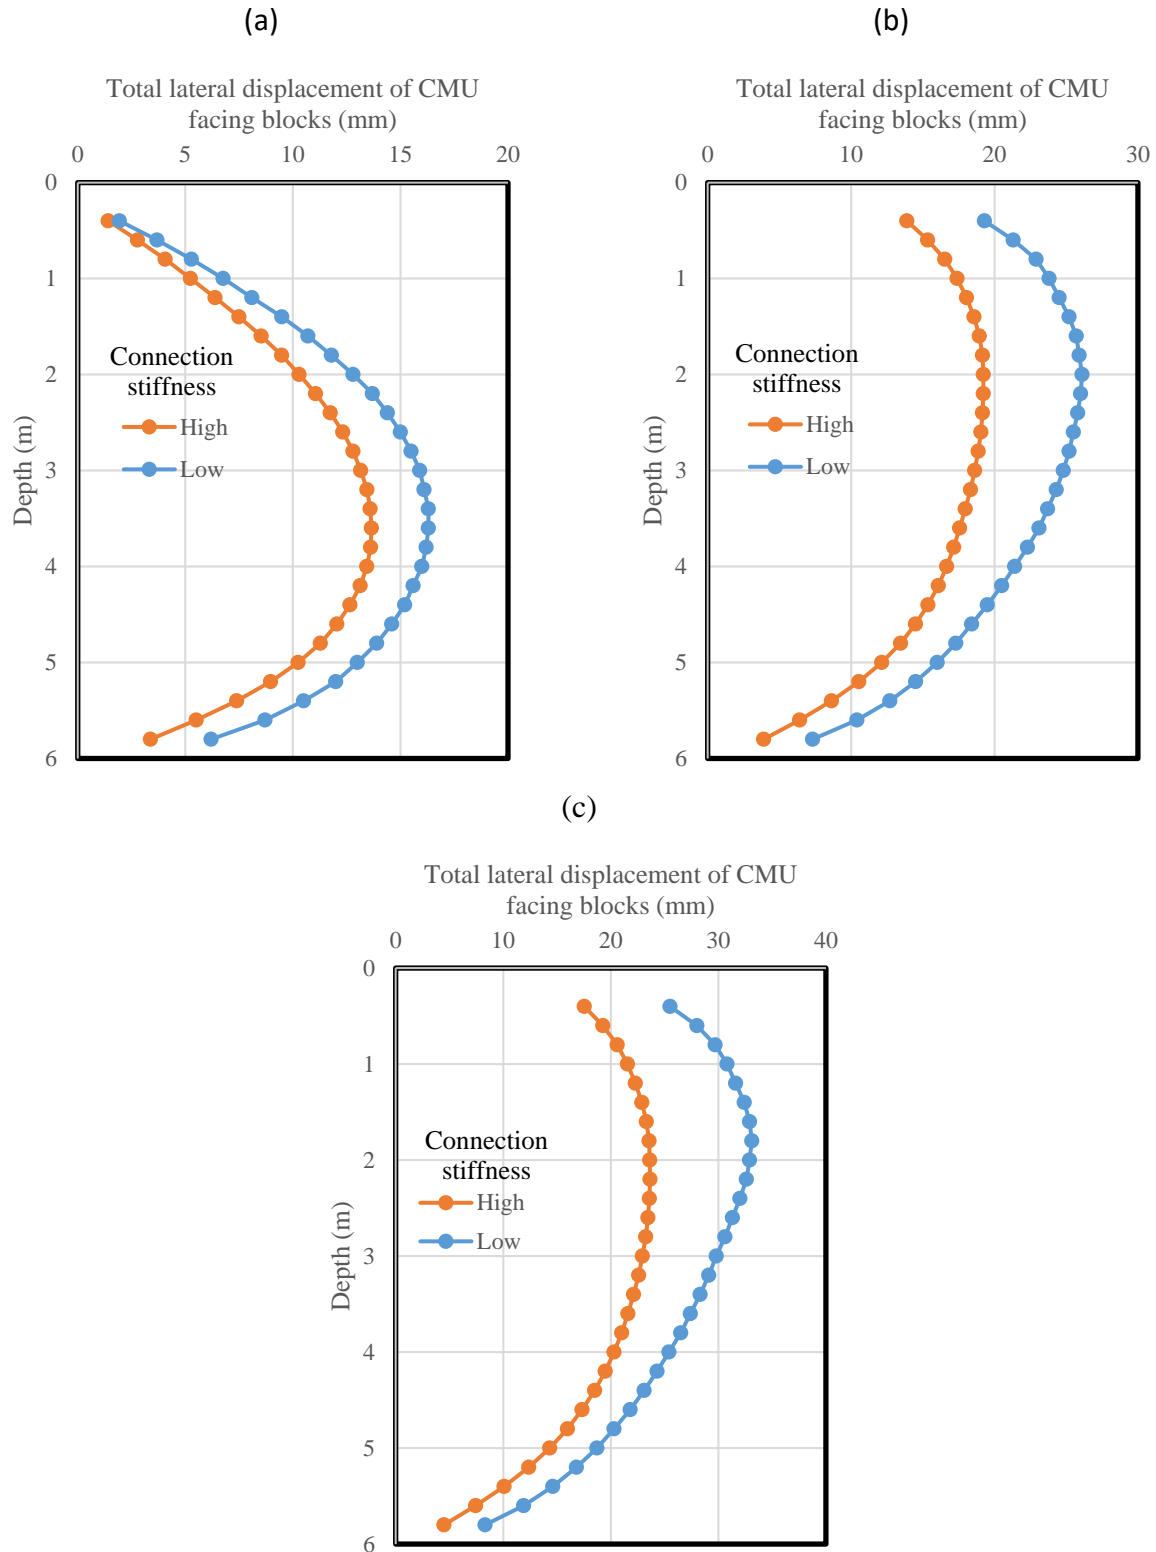 (a)
Total lateral displacement of CMU
facing blocks (mm)
0 5 10 15 20
0
1
2
3
4
5
6
Depth (m)
Connection
stiffness
High
Low
(b)
Total lateral displacement of CMU
facing blocks (mm)
0 10 20 30
0
1
2
3
4
5
6
Depth (m)
Connection
stiffness
High
Low
(c)
Total lateral displacement of CMU
facing blocks (mm)
0 10 20 30 40
0
1
2
3
4
5
6
Depth (m)
Connection
stiffness
High
Low